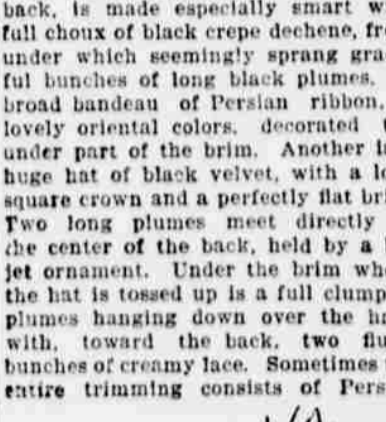 back, is made especially smart w
full choux of black crepe dechene, fr
under which seemingly sprang gra
ful bunches of long black plumes.
broad bandeau of Persian ribbon,
lovely oriental colors, decorated t
under part of the brim. Another i
huge hat of black velvet, with a lo
square crown and a perfectly flat bri
Two long plumes meet directly
the center of the back, held by a
jet ornament. Under the brim whe
the hat is tossed up is a full clump
plumes hanging down over the ha
with, toward the back, two flu
bunches of creamy lace. Sometimes
entire trimming consists of Pers